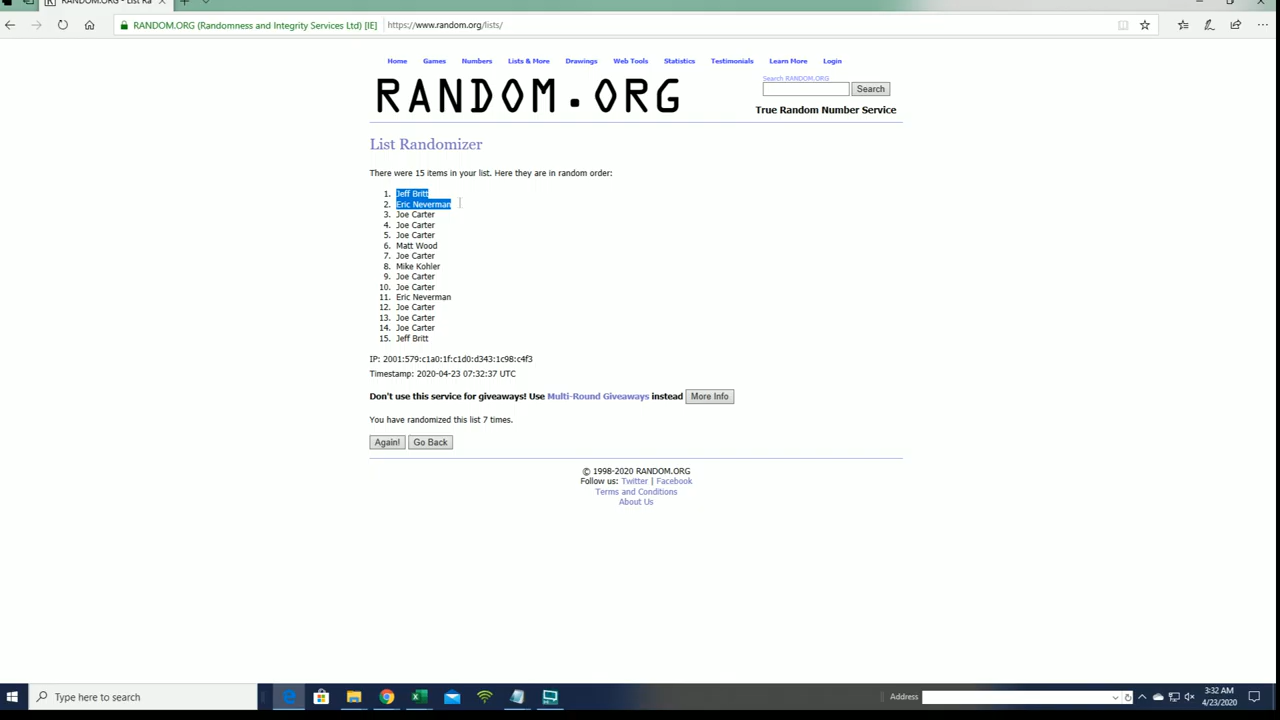 RANDOM.ORG - List Ra
RANDOM.ORG (Randomness and Integrity Services Ltd) [IE]
https://www.random.org/lists/
Home Games Numbers Lists & More Drawings Web Tools Statistics Testimonials Learn More Login
RANDOM.ORG
Search RANDOM.ORG
Search
True Random Number Service
List Randomizer
There were 15 items in your list. Here they are in random order:
1. Jeff Britt
2. Eric Neverman
3. Joe Carter
4. Joe Carter
5. Joe Carter
6. Matt Wood
7. Joe Carter
8. Mike Kohler
9. Joe Carter
10. Joe Carter
11. Eric Neverman
12. Joe Carter
13. Joe Carter
14. Joe Carter
15. Jeff Britt
IP: 2001:579:c1a0:1f:c1d0:d343:1c98:c4f3
Timestamp: 2020-04-23 07:32:37 UTC
Don't use this service for giveaways! Use Multi-Round Giveaways instead More Info
You have randomized this list 7 times.
Again! Go Back
© 1998-2020 RANDOM.ORG
Follow us: Twitter | Facebook
Terms and Conditions
About Us
Type here to search
Address
3:32 AM
4/23/2020